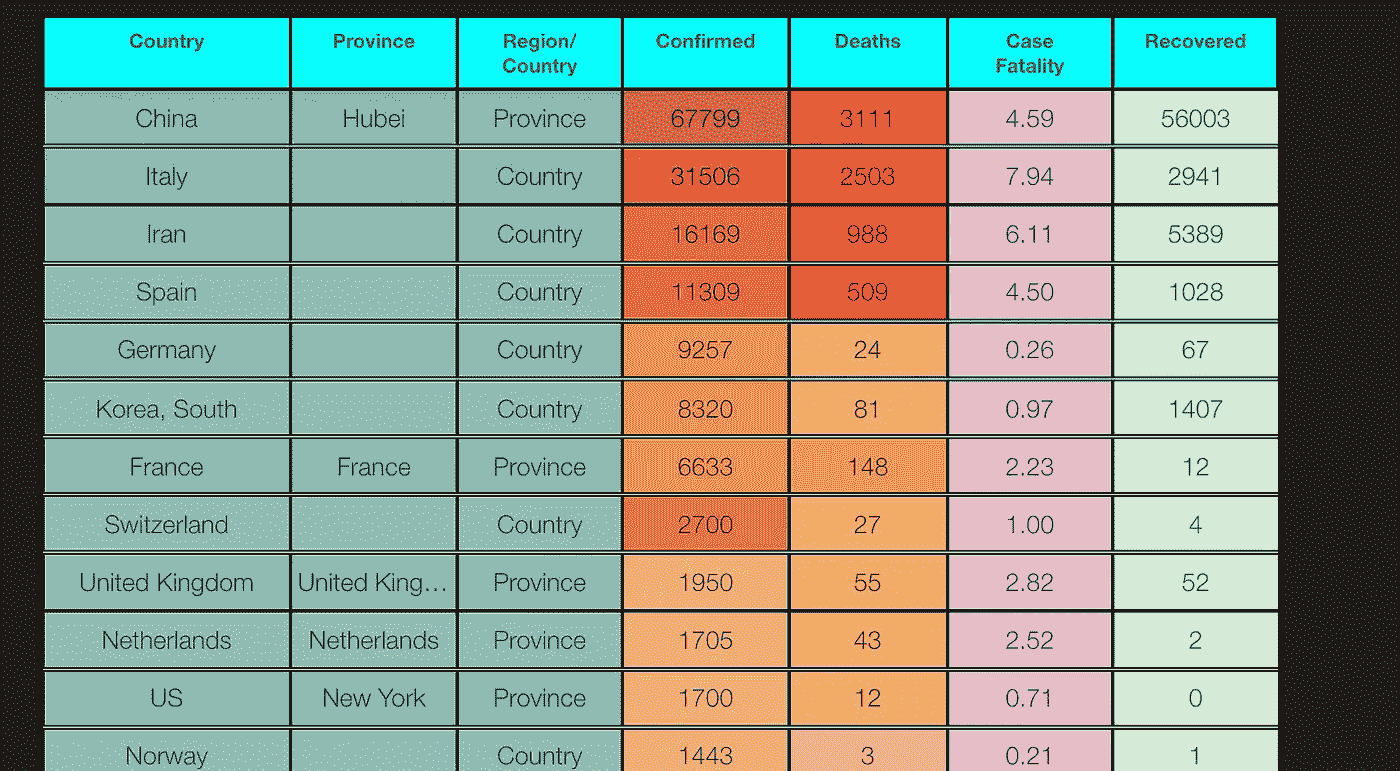 Country Province Region/ Country Confirmed Deaths Case Fatality Recovered
China Hubei Province 67799 3111 4.59 56003
Italy Country 31506 2503 7.94 2941
Iran Country 16169 988 6.11 5389
Spain Country 11309 509 4.50 1028
Germany Country 9257 24 0.26 67
Korea, South Country 8320 81 0.97 1407
France France Province 6633 148 2.23 12
Switzerland Country 2700 27 1.00 4
United Kingdom United King... Province 1950 55 2.82 52
Netherlands Netherlands Province 1705 43 2.52 2
US New York Province 1700 12 0.71 0
Norway Country 1443 3 0.21 1